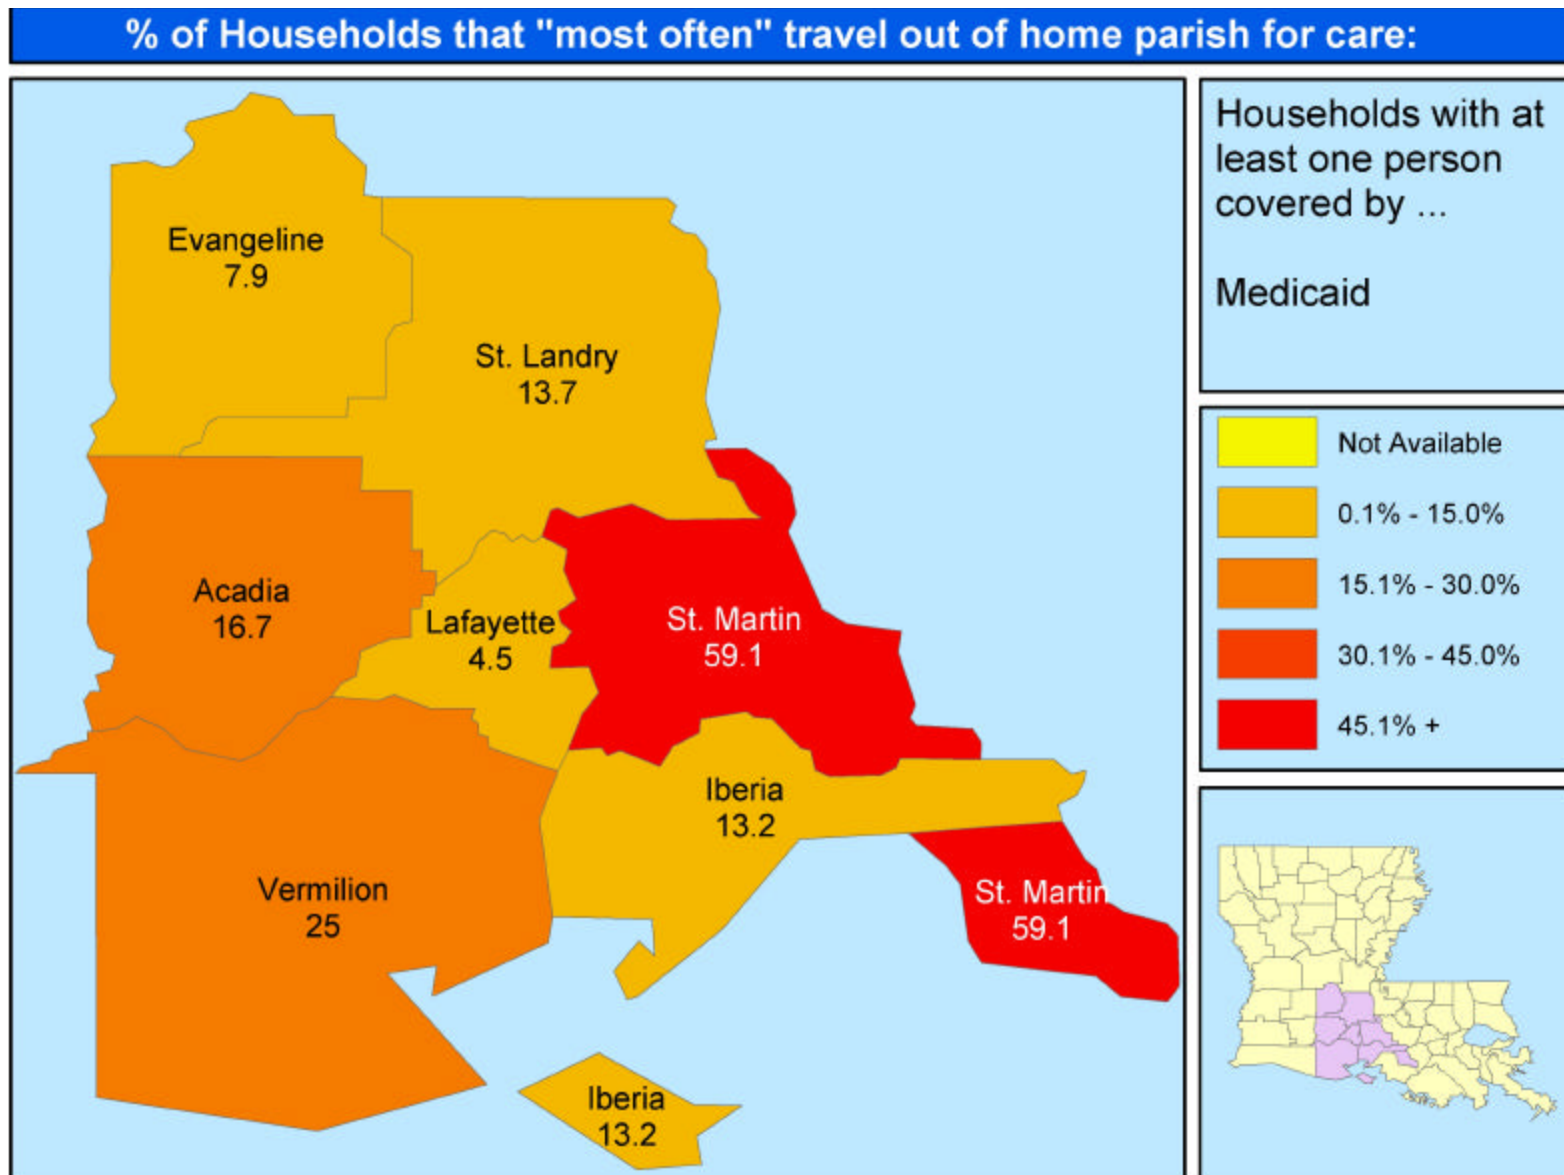 % of Households that "most often" travel out of home parish for care:
Evangeline
7.9
St. Landry
13.7
Acadia
16.7
Lafayette
4.5
St. Martin
59.1
Iberia
13.2
Vermilion
25
St. Martin
59.1
Iberia
13.2
Households with at
least one person
covered by ...
Medicaid
Not Available
0.1% - 15.0%
15.1% - 30.0%
30.1% - 45.0%
45.1% +